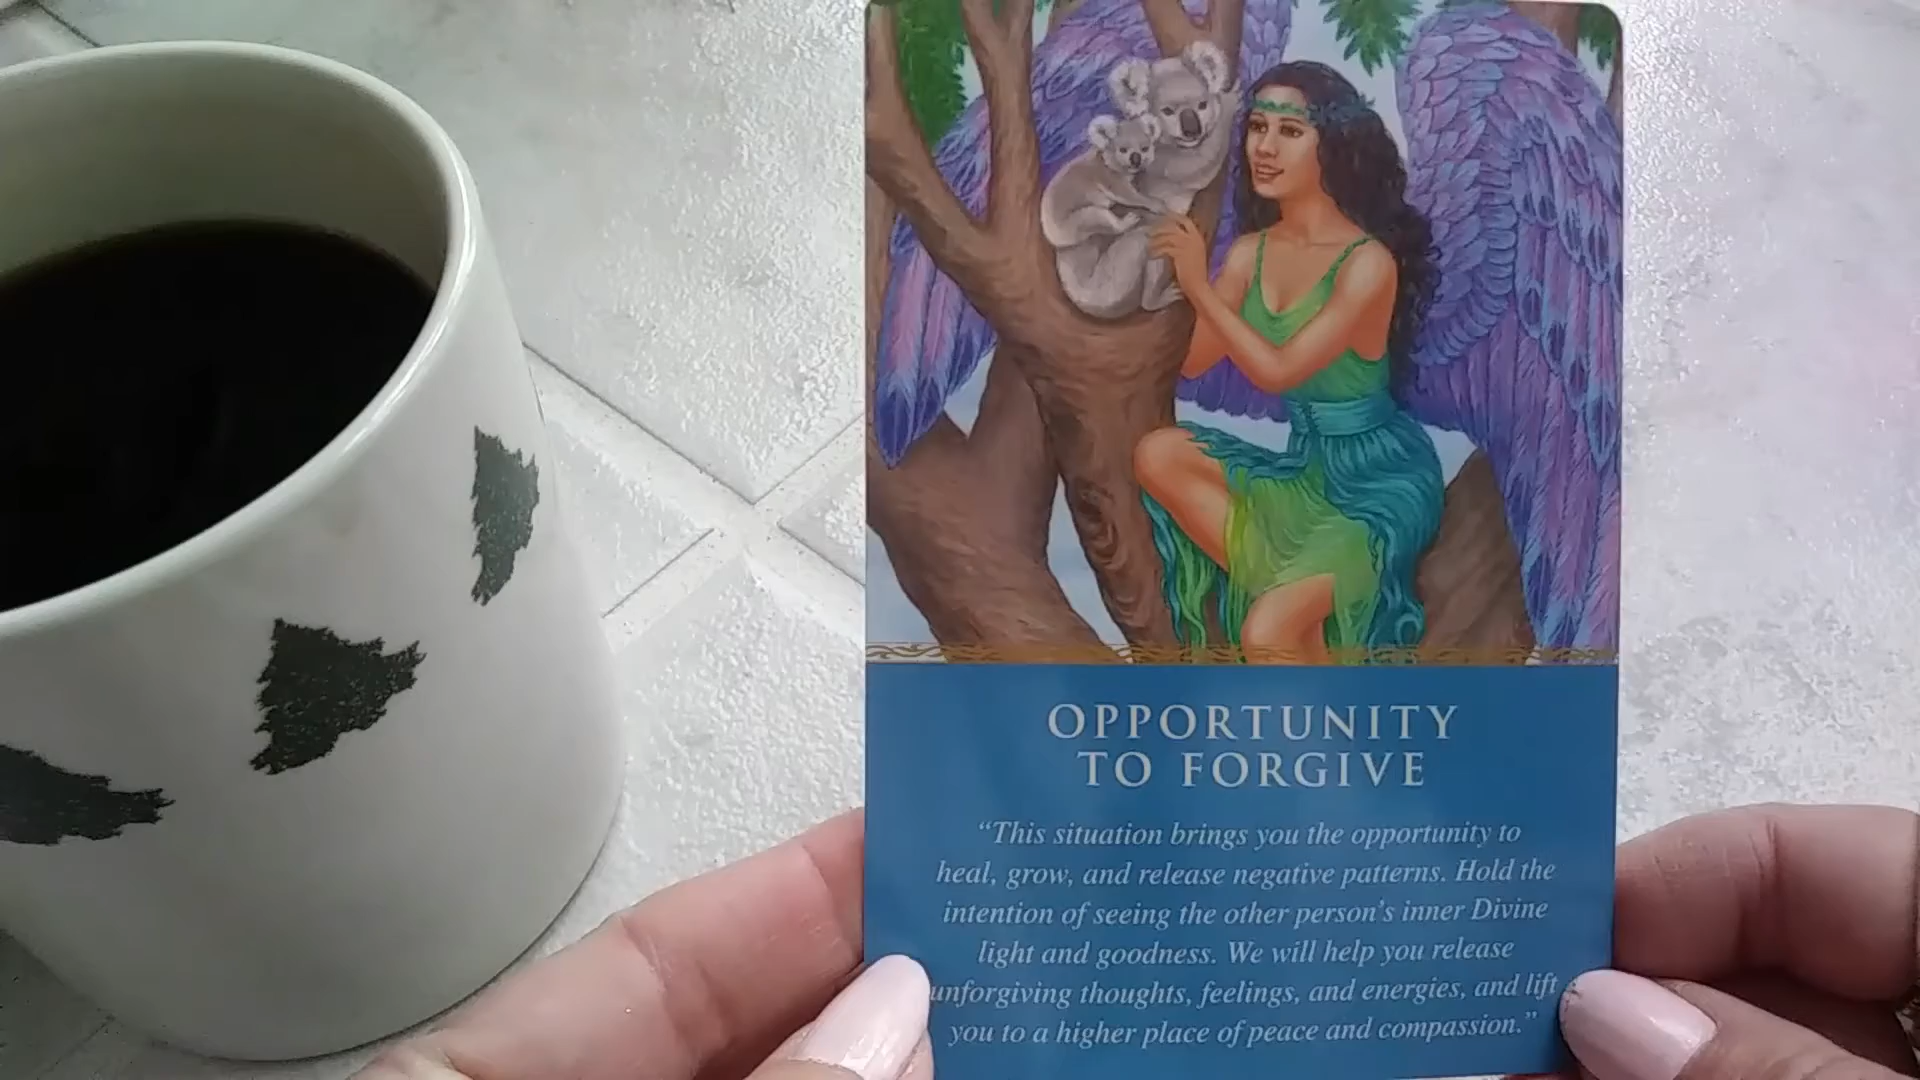 OPPORTUNITY
TO FORGIVE
“This situation brings you the opportunity to
heal, grow, and release negative patterns. Hold the
intention of seeing the other person’s inner Divine
light and goodness. We will help you release
unforgiving thoughts, feelings, and energies, and lift
you to a higher place of peace and compassion.”